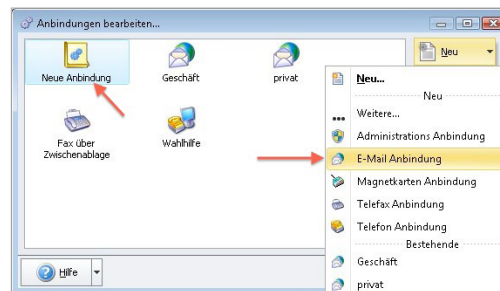 Anbindungen bearbeiten...
Neue Anbindung
Geschäft
privat
Fax über
Zwischenablage
Wahlhilfe
Hilfe
Neu
Neu...
Neu
Weitere...
Administrations Anbindung
E-Mail Anbindung
Magnetkarten Anbindung
Telefax Anbindung
Telefon Anbindung
Bestehende
Geschäft
privat